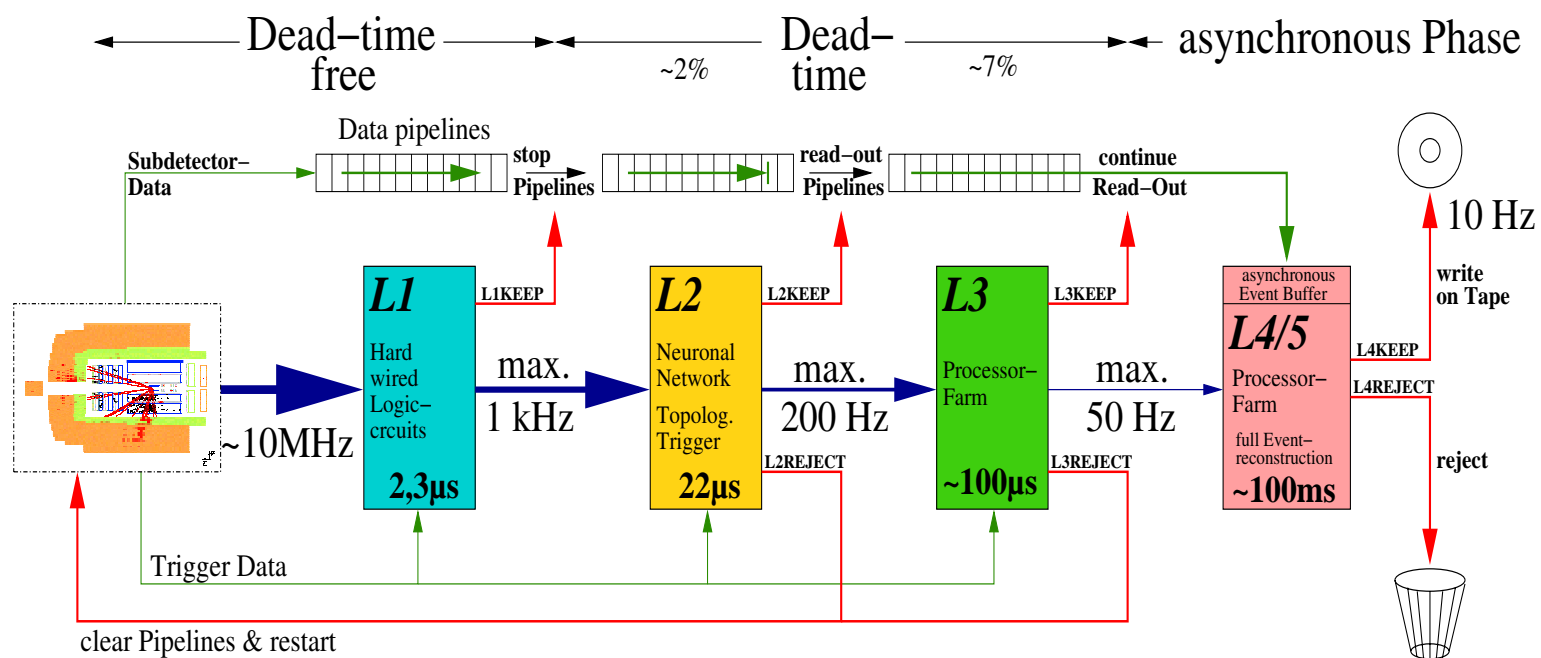 Dead–time
free
Dead–
time
~2%
~7%
asynchronous Phase
Data pipelines
Subdetector–
Data
stop
Pipelines
read–out
Pipelines
continue
Read–Out
10 Hz
write
on Tape
L1
Hard
wired
Logic–
crcuits
2,3µs
L1KEEP
max.
1 kHz
L2
Neuronal
Network
Topolog.
Trigger
22µs
L2KEEP
L2REJECT
max.
200 Hz
L3
Processor–
Farm
~100µs
L3KEEP
L3REJECT
max.
50 Hz
asynchronous
Event Buffer
L4/5
Processor–
Farm
full Event–
reconstruction
~100ms
L4KEEP
L4REJECT
reject
~10MHz
Trigger Data
clear Pipelines & restart